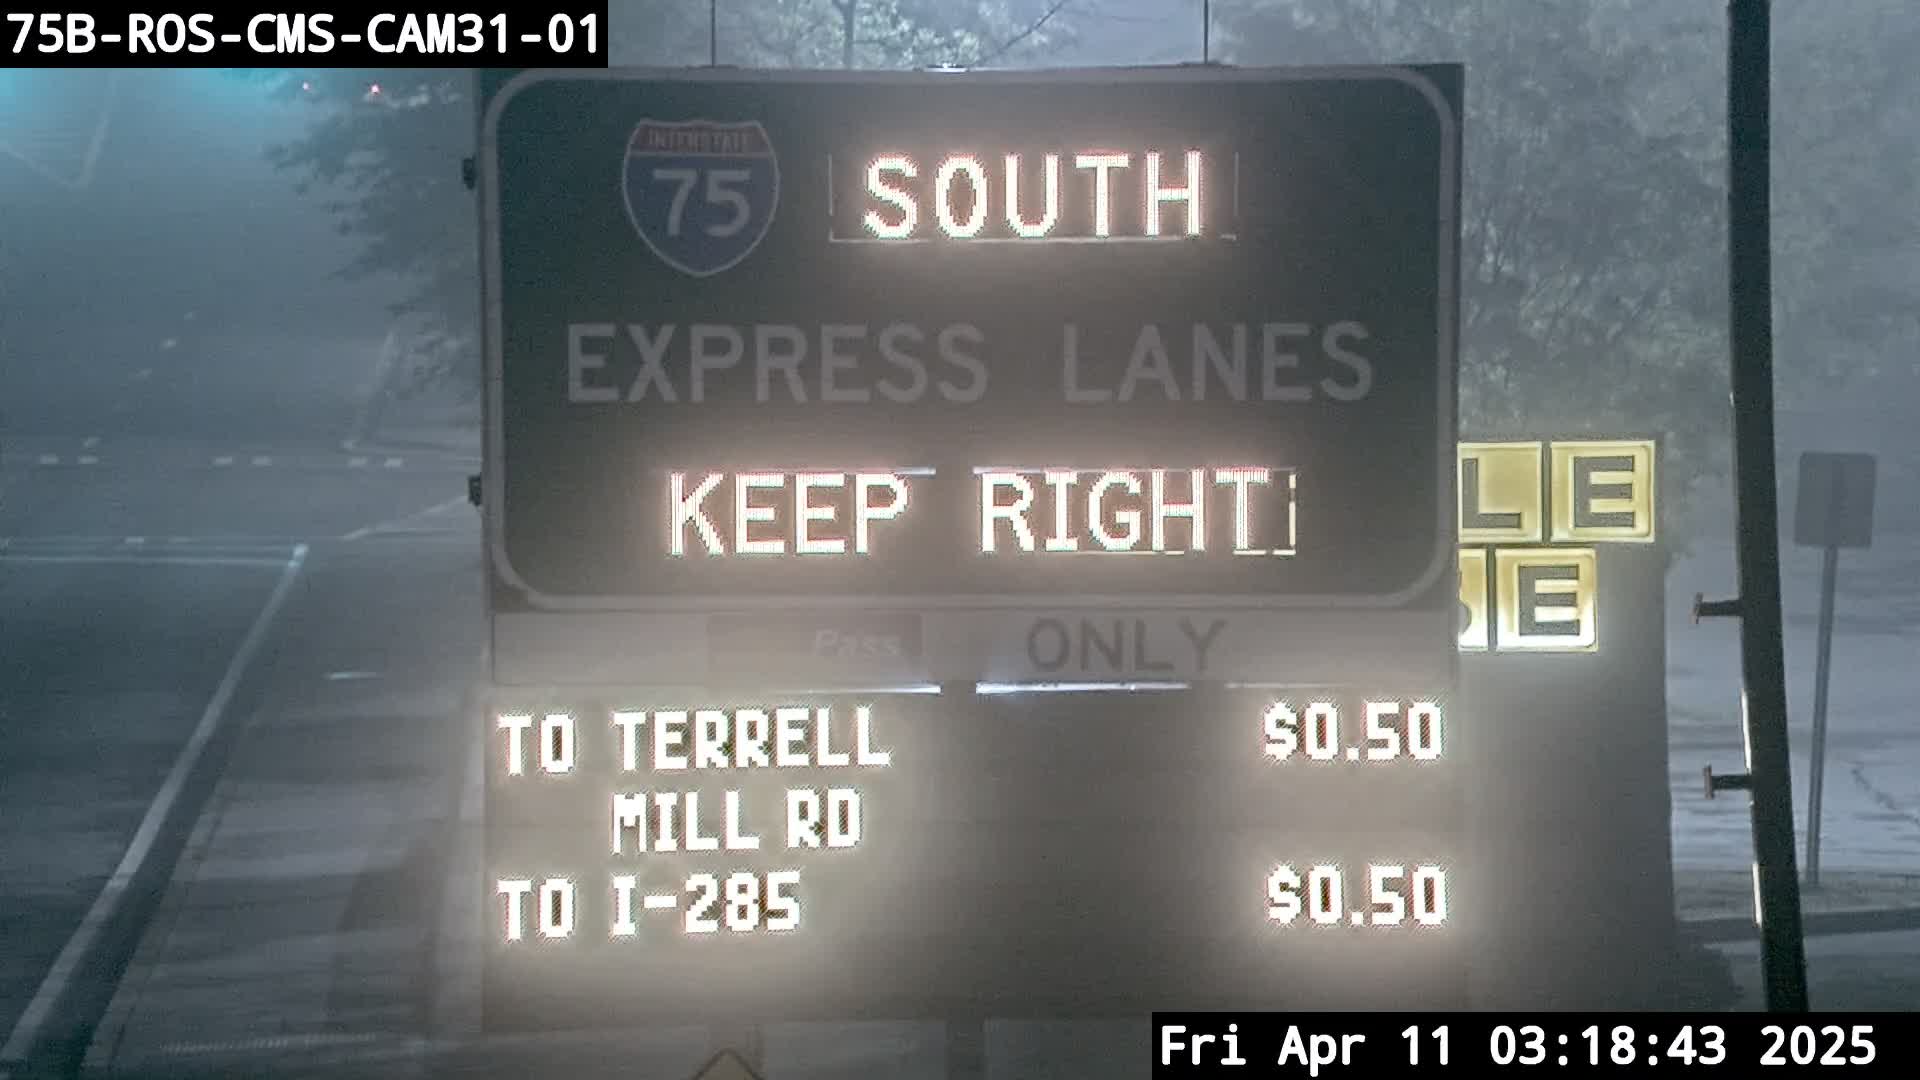 75B-ROS-CMS-CAM31-01
INTERSTATE
75
SOUTH
EXPRESS LANES
KEEP RIGHT
LE
E
Pass ONLY
TO TERRELL $0.50
MILL RD
TO I-285 $0.50
Fri Apr 11 03:18:43 2025